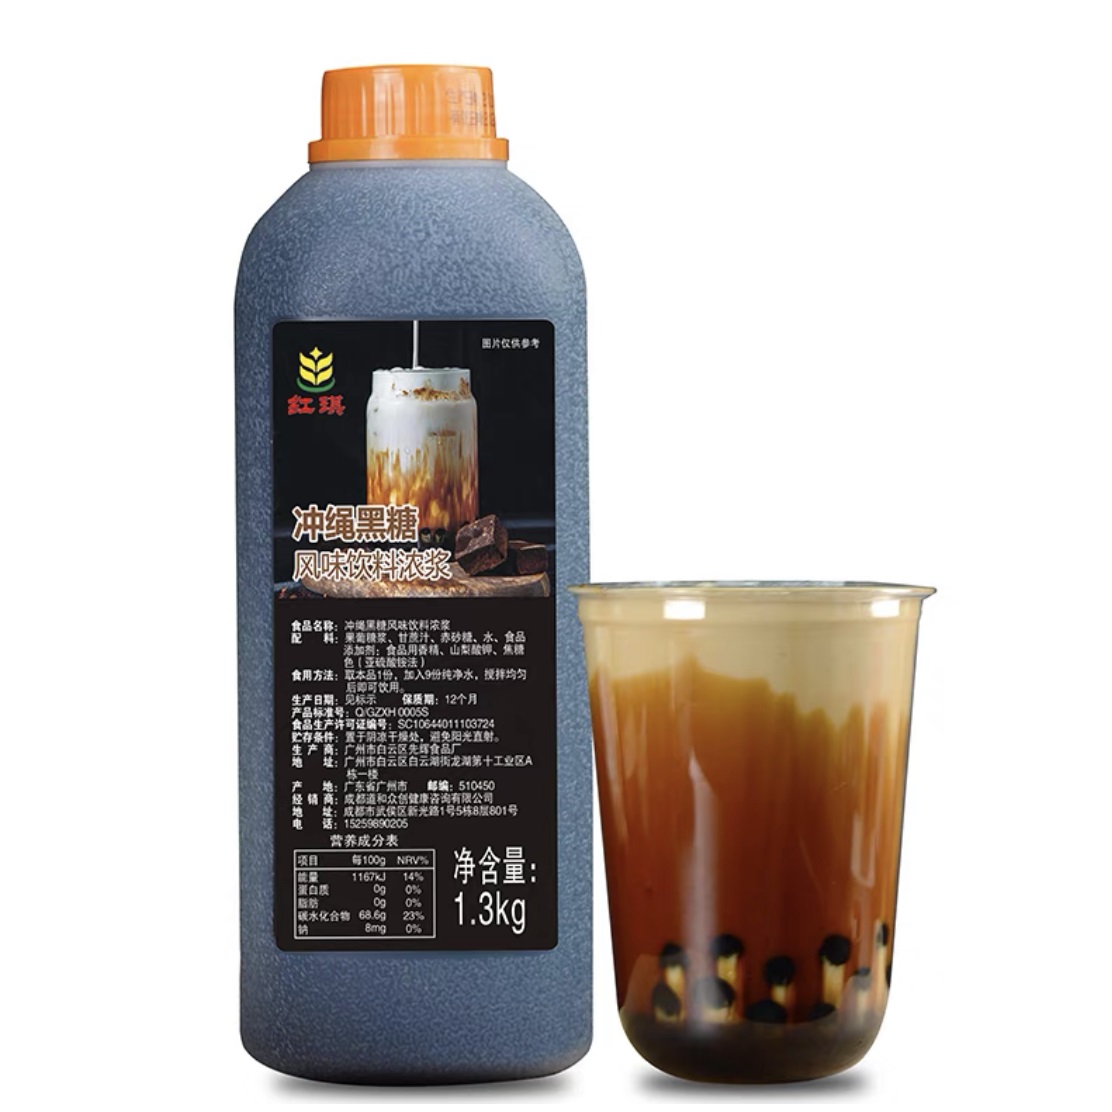 图片仅供参考
红琪
冲绳黑糖
风味饮料浓浆
食品名称：冲绳黑糖风味饮料浓浆
配 料：果葡糖浆、甘蔗汁、赤砂糖、水、食品
添加剂：食品用香精、山梨酸钾、焦糖
色（亚硫酸铵法）
食用方法：取本品1份，加入9份纯净水，搅拌均匀
后即可饮用。
生产日期：见标示 保质期：12个月
产品标准号：Q/GZXH 0005S
食品生产许可证编号：SC10644011103724
贮存条件：置于阴凉干燥处，避免阳光直射。
生 产 商：广州市白云区先辉食品厂
地 址：广州市白云区白云湖街龙湖第十工业区A
栋一楼
产 地：广东省广州市 邮编：510450
经 销 商：成都道和众创健康咨询有限公司
地 址：成都市武侯区新光路1号5栋8层801号
电 话：15259890205
营养成分表
项目 每100g NRV%
能量 1167kJ 14%
蛋白质 0g 0%
脂肪 0g 0%
碳水化合物 68.6g 23%
钠 8mg 0%
净含量：
1.3kg